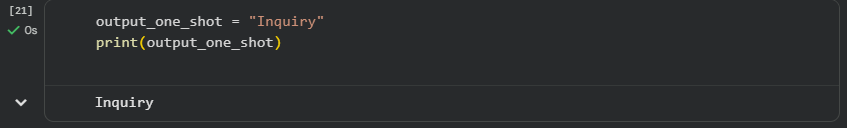 [21]
output_one_shot = "Inquiry"
0s
print(output_one_shot)
Inquiry